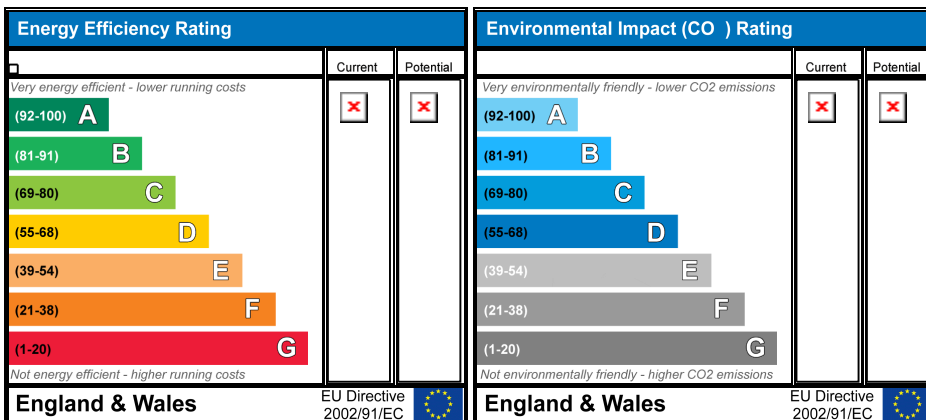 Energy Efficiency Rating
Current Potential
Very energy efficient - lower running costs
(92-100) A
(81-91) B
(69-80) C
(55-68) D
(39-54) E
(21-38) F
(1-20) G
Not energy efficient - higher running costs
England & Wales
EU Directive
2002/91/EC
Environmental Impact (CO ) Rating
Current Potential
Very environmentally friendly - lower CO2 emissions
(92-100) A
(81-91) B
(69-80) C
(55-68) D
(39-54) E
(21-38) F
(1-20) G
Not environmentally friendly - higher CO2 emissions
England & Wales
EU Directive
2002/91/EC